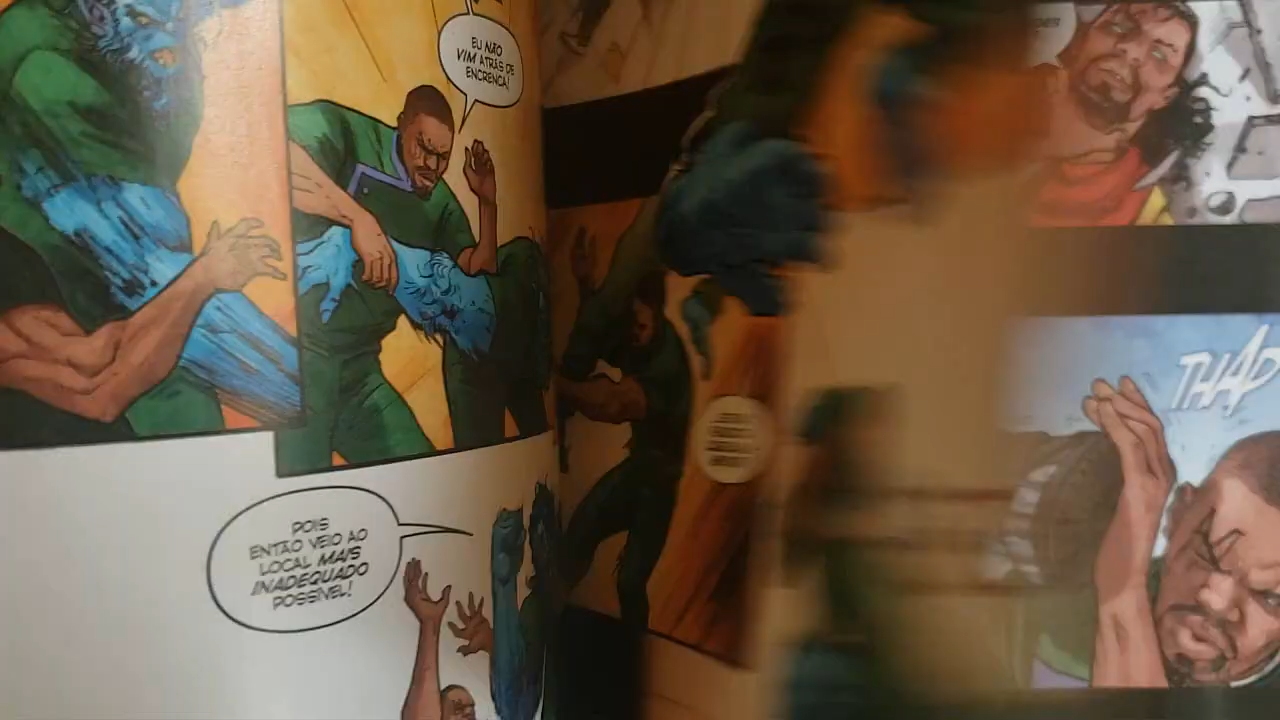 EU NÃO
VIM ATRÁS DE
ENCRENCA!
POIS
ENTÃO VEIO AO
LOCAL MAIS
INADEQUADO
POSSÍVEL!
THAP